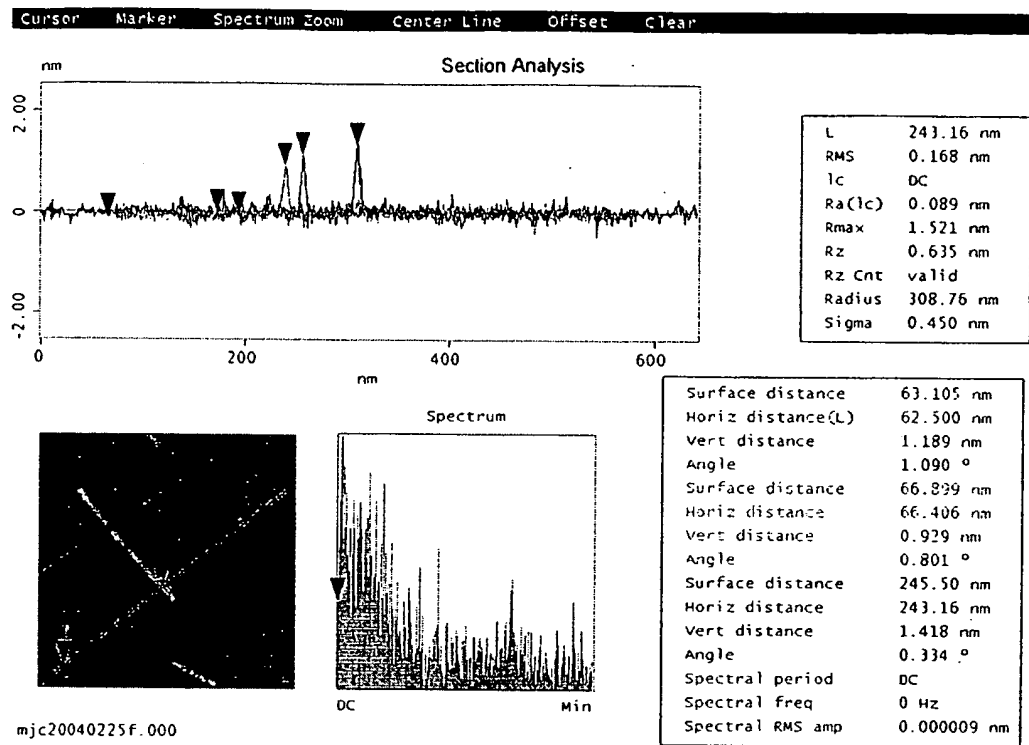 Cursor Marker Spectrum Zoom Center Line Offset Clear
nm
Section Analysis
2.00
0
-2.00
0 200 400 600
nm
L 243.16 nm
RMS 0.168 nm
lc DC
Ra(lc) 0.089 nm
Rmax 1.521 nm
Rz 0.635 nm
Rz Cnt valid
Radius 308.76 nm
Sigma 0.450 nm
Surface distance 63.105 nm
Horiz distance(L) 62.500 nm
Vert distance 1.189 nm
Angle 1.090 °
Surface distance 66.899 nm
Horiz distance 66.406 nm
Vert distance 0.929 nm
Angle 0.801 °
Surface distance 245.50 nm
Horiz distance 243.16 nm
Vert distance 1.418 nm
Angle 0.334 °
Spectral period DC
Spectral freq 0 Hz
Spectral RMS amp 0.000009 nm
Spectrum
DC Min
mjc20040225f.000